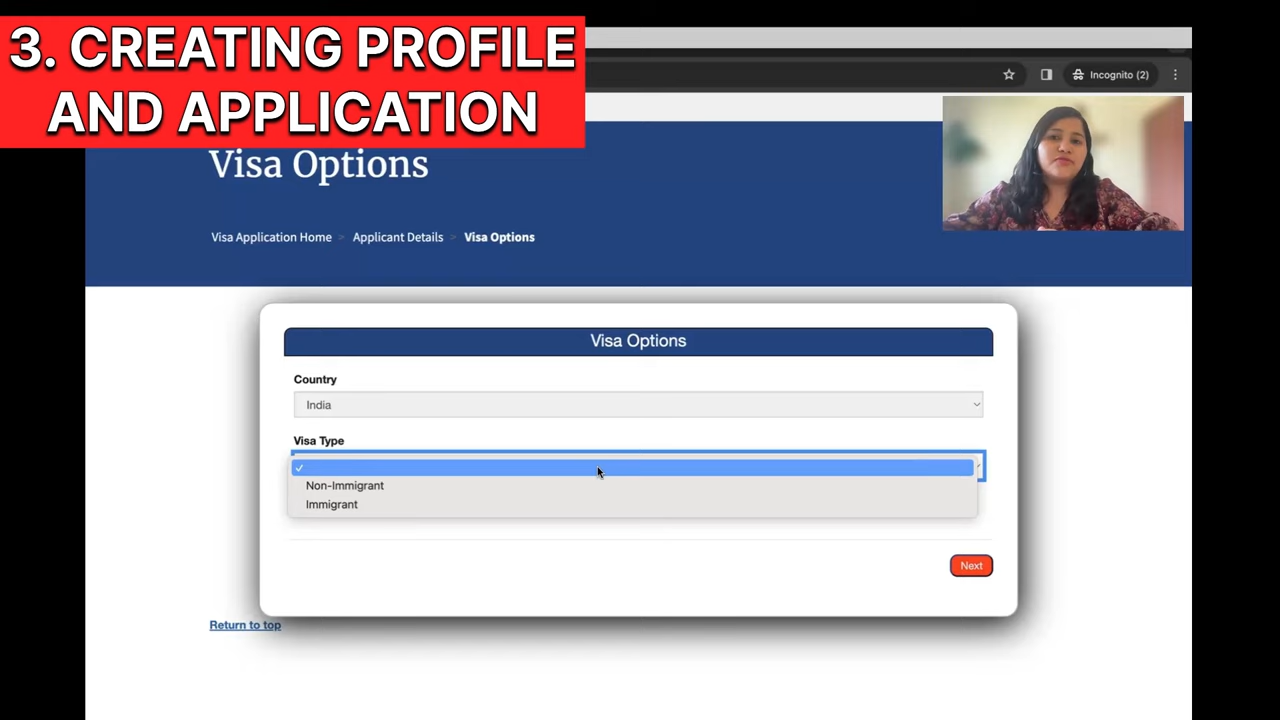 3. CREATING PROFILE
AND APPLICATION
Incognito (2)
Visa Options
Visa Application Home > Applicant Details > Visa Options
Visa Options
Country
India
Visa Type
Non-Immigrant
Immigrant
Next
Return to top